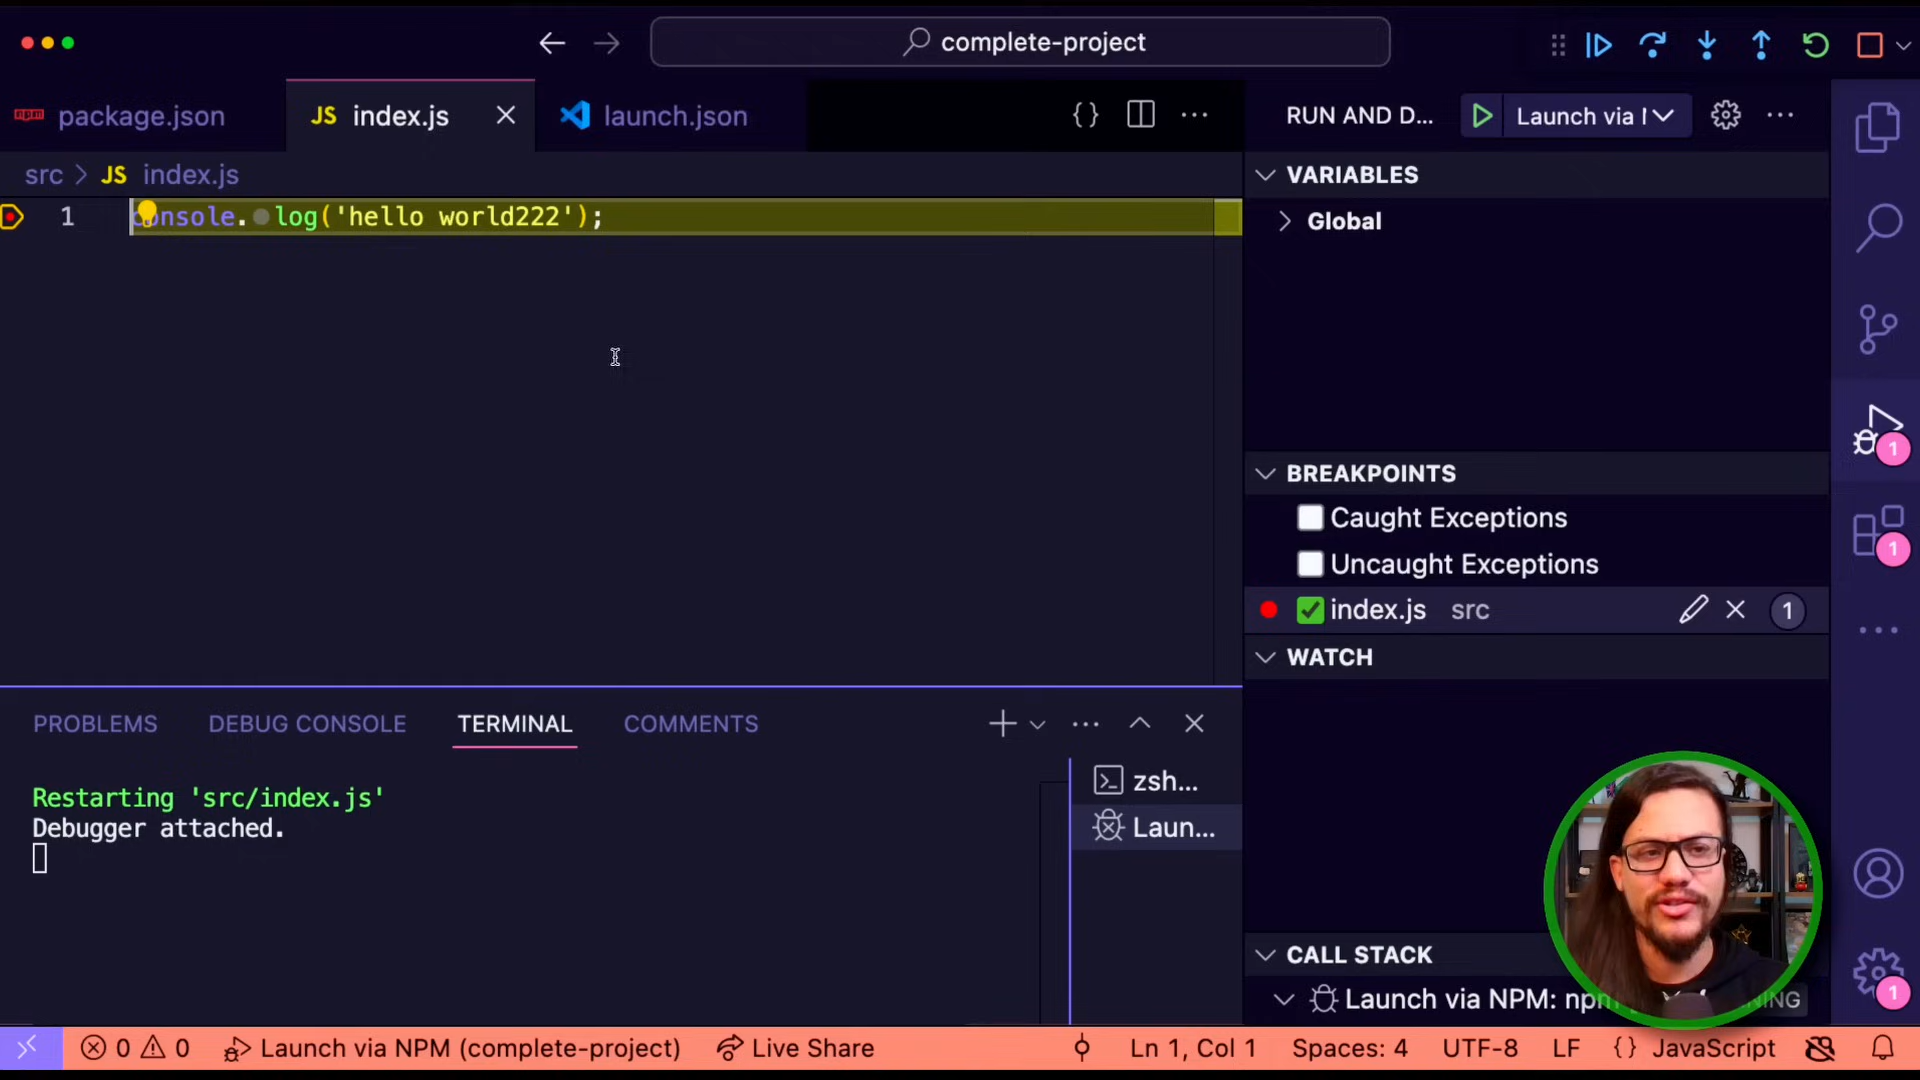 complete-project
package.json
JS index.js
launch.json
RUN AND D...
Launch via
src > JS index.js
VARIABLES
Global
1 console.log('hello world222');
BREAKPOINTS
Caught Exceptions
Uncaught Exceptions
index.js src 1
WATCH
PROBLEMS
DEBUG CONSOLE
TERMINAL
COMMENTS
Restarting 'src/index.js'
Debugger attached.
zsh...
Laun...
CALL STACK
Launch via NPM:
1
1
1
0 0
Launch via NPM (complete-project)
Live Share
Ln 1, Col 1
Spaces: 4
UTF-8
LF
{} JavaScript